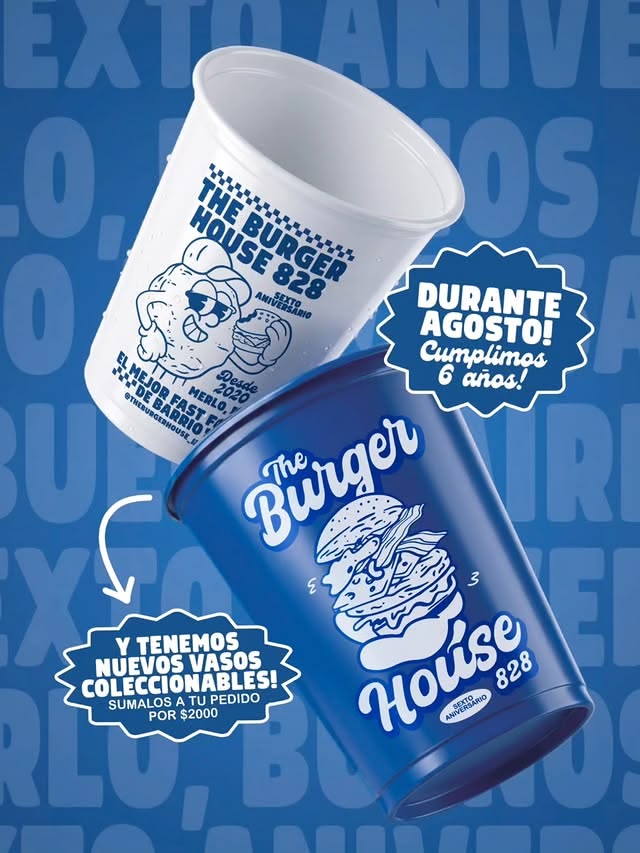 THE BURGER
HOUSE 828
SEXTO
ANIVERSARIO
Desde
2020
MERLO,
EL MEJOR FAST
DE BARRIO
DURANTE
AGOSTO!
Cumplimos
6 años!
The
Burger
House
828
SEXTO
ANIVERSARIO
Y TENEMOS
NUEVOS VASOS
COLECCIONABLES!
SUMALOS A TU PEDIDO
POR $2000